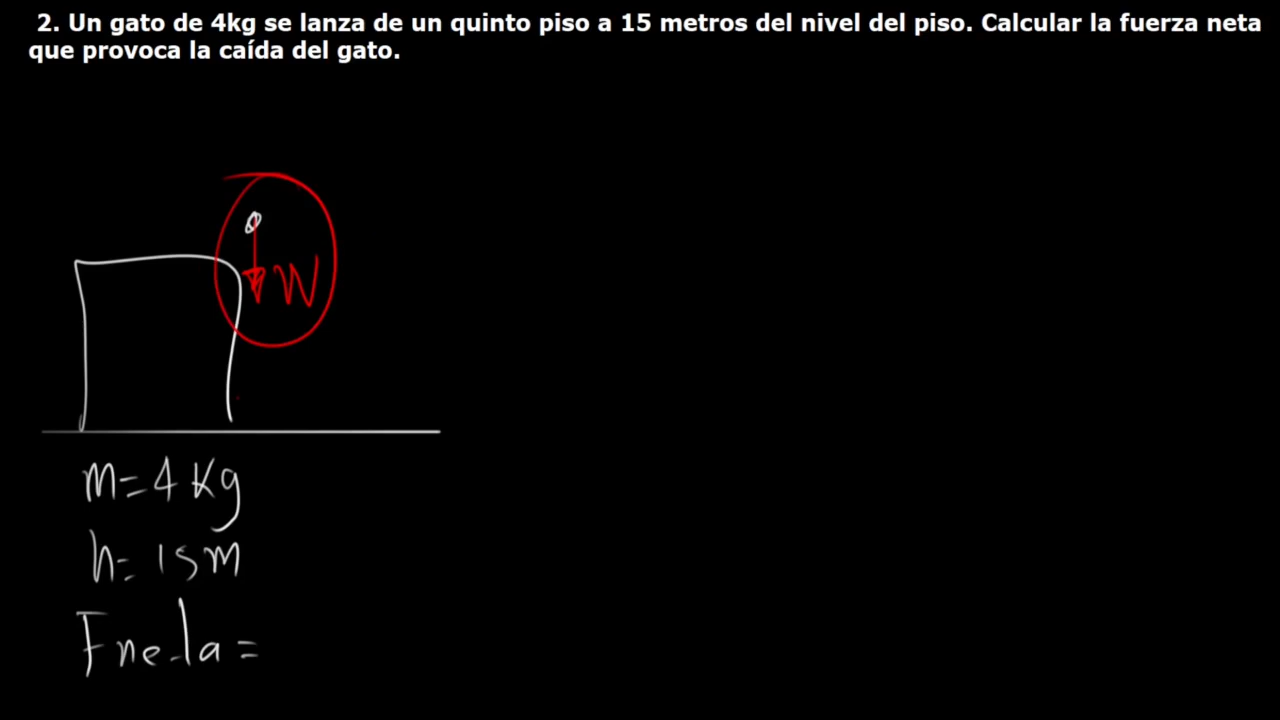 2. Un gato de 4kg se lanza de un quinto piso a 15 metros del nivel del piso. Calcular la fuerza neta
que provoca la caída del gato.
W
m=4 Kg
h= 15m
Fneta=